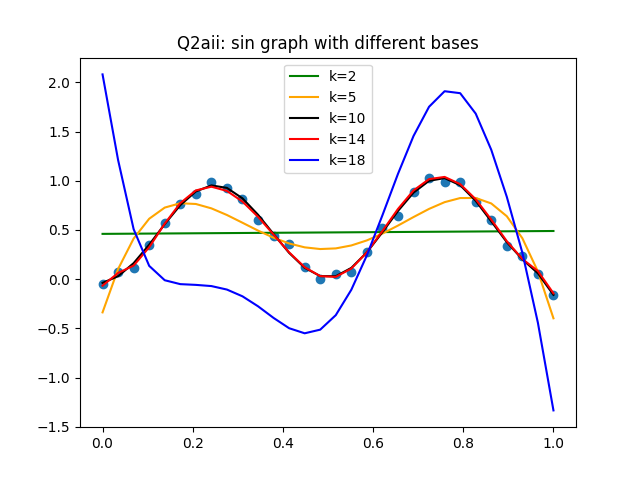 Q2aii: sin graph with different bases
k=2
k=5
k=10
k=14
k=18
2.0
1.5
1.0
0.5
0.0
−0.5
−1.0
−1.5
0.0 0.2 0.4 0.6 0.8 1.0